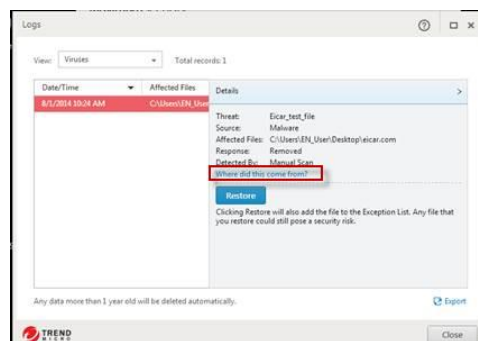 Logs
View: Viruses Total records: 1
Date/Time Affected Files Details
8/1/2014 10:24 AM C:\Users\EN_User
Threat: Eicar_test_file
Source: Malware
Affected Files: C:\Users\EN_User\Desktop\eicar.com
Response: Removed
Detected By: Manual Scan
Where did this come from?
Restore
Clicking Restore will also add the file to the Exception List. Any file that
you restore could still pose a security risk.
Any data more than 1 year old will be deleted automatically. Export
TREND
MICRO
Close